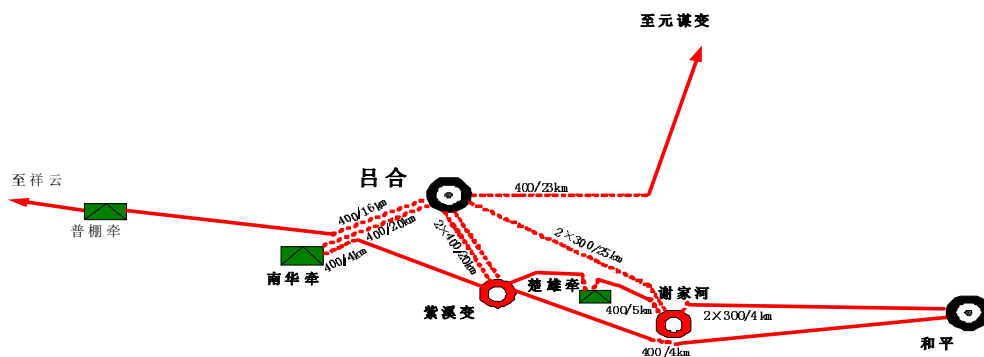 至元谋变
吕合
400/23km
至祥云
普棚牵
400/16km
400/20km
400/4km
南华牵
2×400/20km
2×300/25km
紫溪变
楚雄牵
400/5km
谢家河
2×300/4km
400/4km
和平